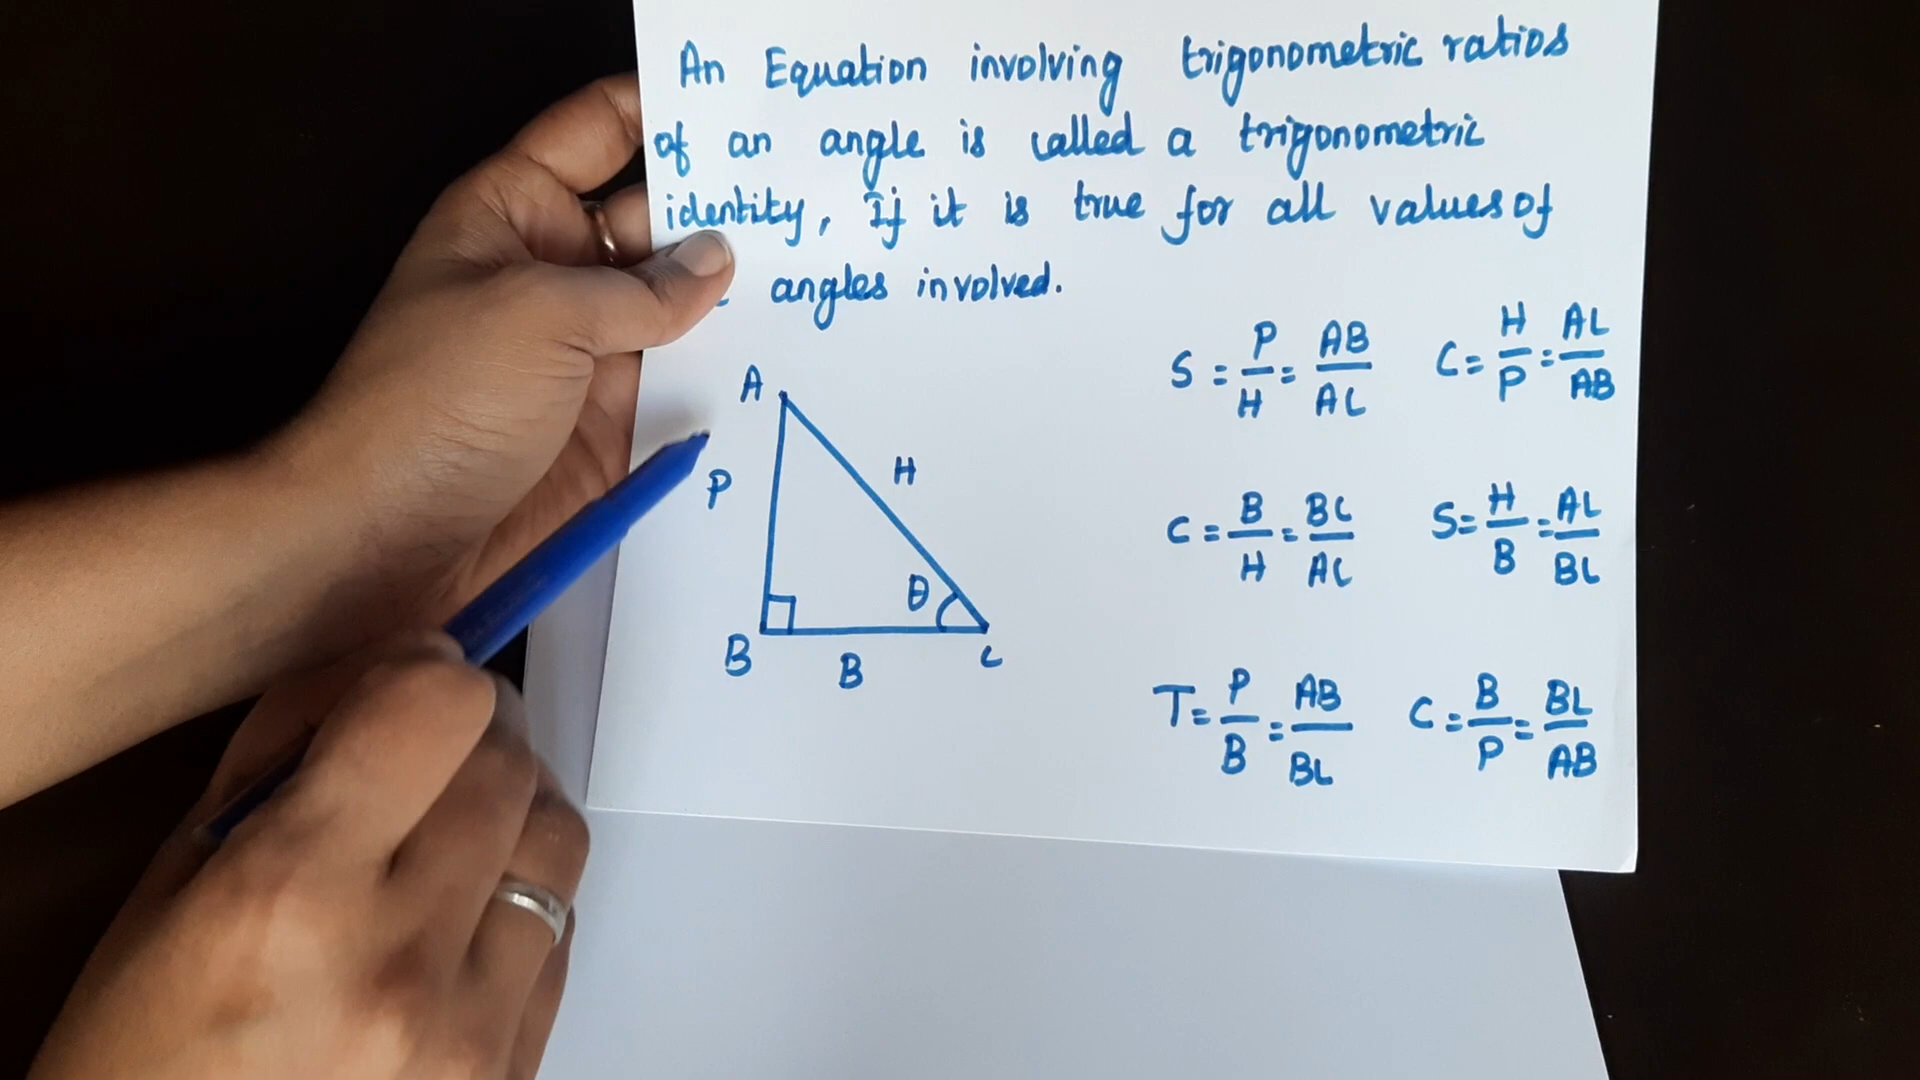 An Equation involving trigonometric ratios
of an angle is called a trigonometric
identity, If it is true for all values of
angles involved.
A
P
H
θ
B
B
C
S = P/H = AB/AC
C = H/P = AC/AB
C = B/H = BC/AC
S = H/B = AC/BC
T = P/B = AB/BC
C = B/P = BC/AB